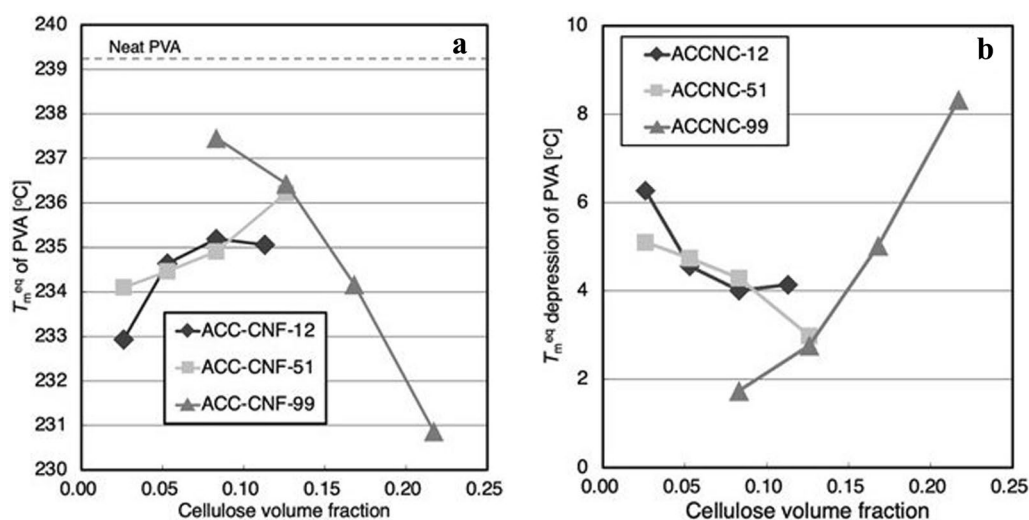 a
Neat PVA
240
239
238
237
236
235
234
233
232
231
230
Tₘᵉq of PVA [ºC]
ACC-CNF-12
ACC-CNF-51
ACC-CNF-99
0.00 0.05 0.10 0.15 0.20 0.25
Cellulose volume fraction
b
10
8
6
4
2
0
Tₘᵉq depression of PVA [ºC]
ACCNC-12
ACCNC-51
ACCNC-99
0.00 0.05 0.10 0.15 0.20 0.25
Cellulose volume fraction